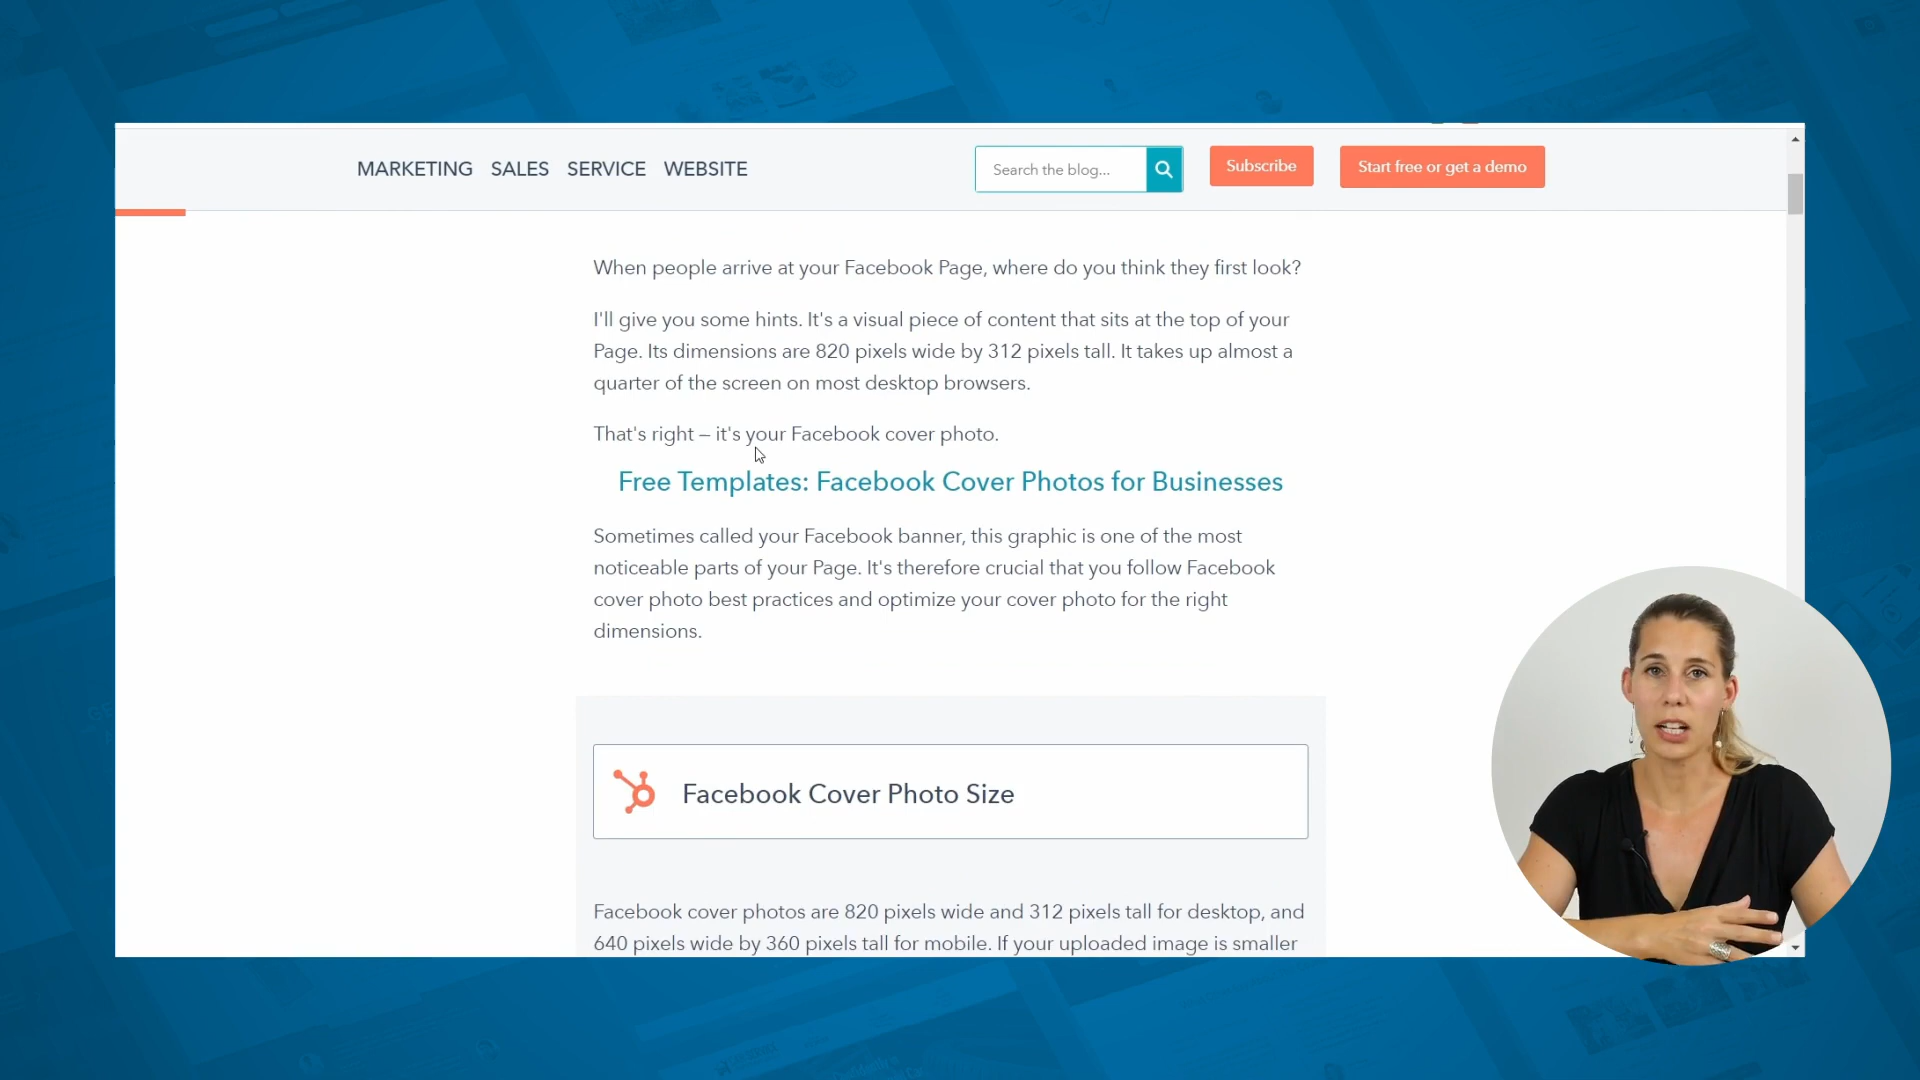 MARKETING SALES SERVICE WEBSITE
Search the blog...
Subscribe
Start free or get a demo
When people arrive at your Facebook Page, where do you think they first look?
I'll give you some hints. It's a visual piece of content that sits at the top of your
Page. Its dimensions are 820 pixels wide by 312 pixels tall. It takes up almost a
quarter of the screen on most desktop browsers.
That's right – it's your Facebook cover photo.
Free Templates: Facebook Cover Photos for Businesses
Sometimes called your Facebook banner, this graphic is one of the most
noticeable parts of your Page. It's therefore crucial that you follow Facebook
cover photo best practices and optimize your cover photo for the right
dimensions.
Facebook Cover Photo Size
Facebook cover photos are 820 pixels wide and 312 pixels tall for desktop, and
640 pixels wide by 360 pixels tall for mobile. If your uploaded image is smaller